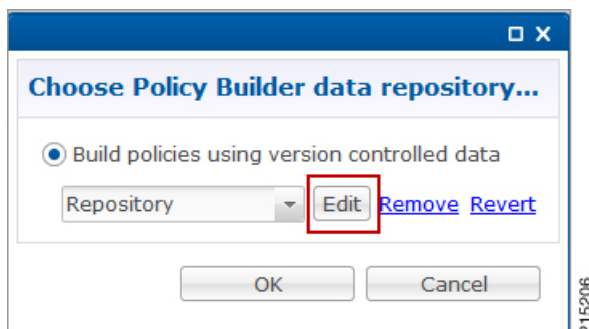 Choose Policy Builder data repository...
Build policies using version controlled data
Repository Edit Remove Revert
OK Cancel
215206